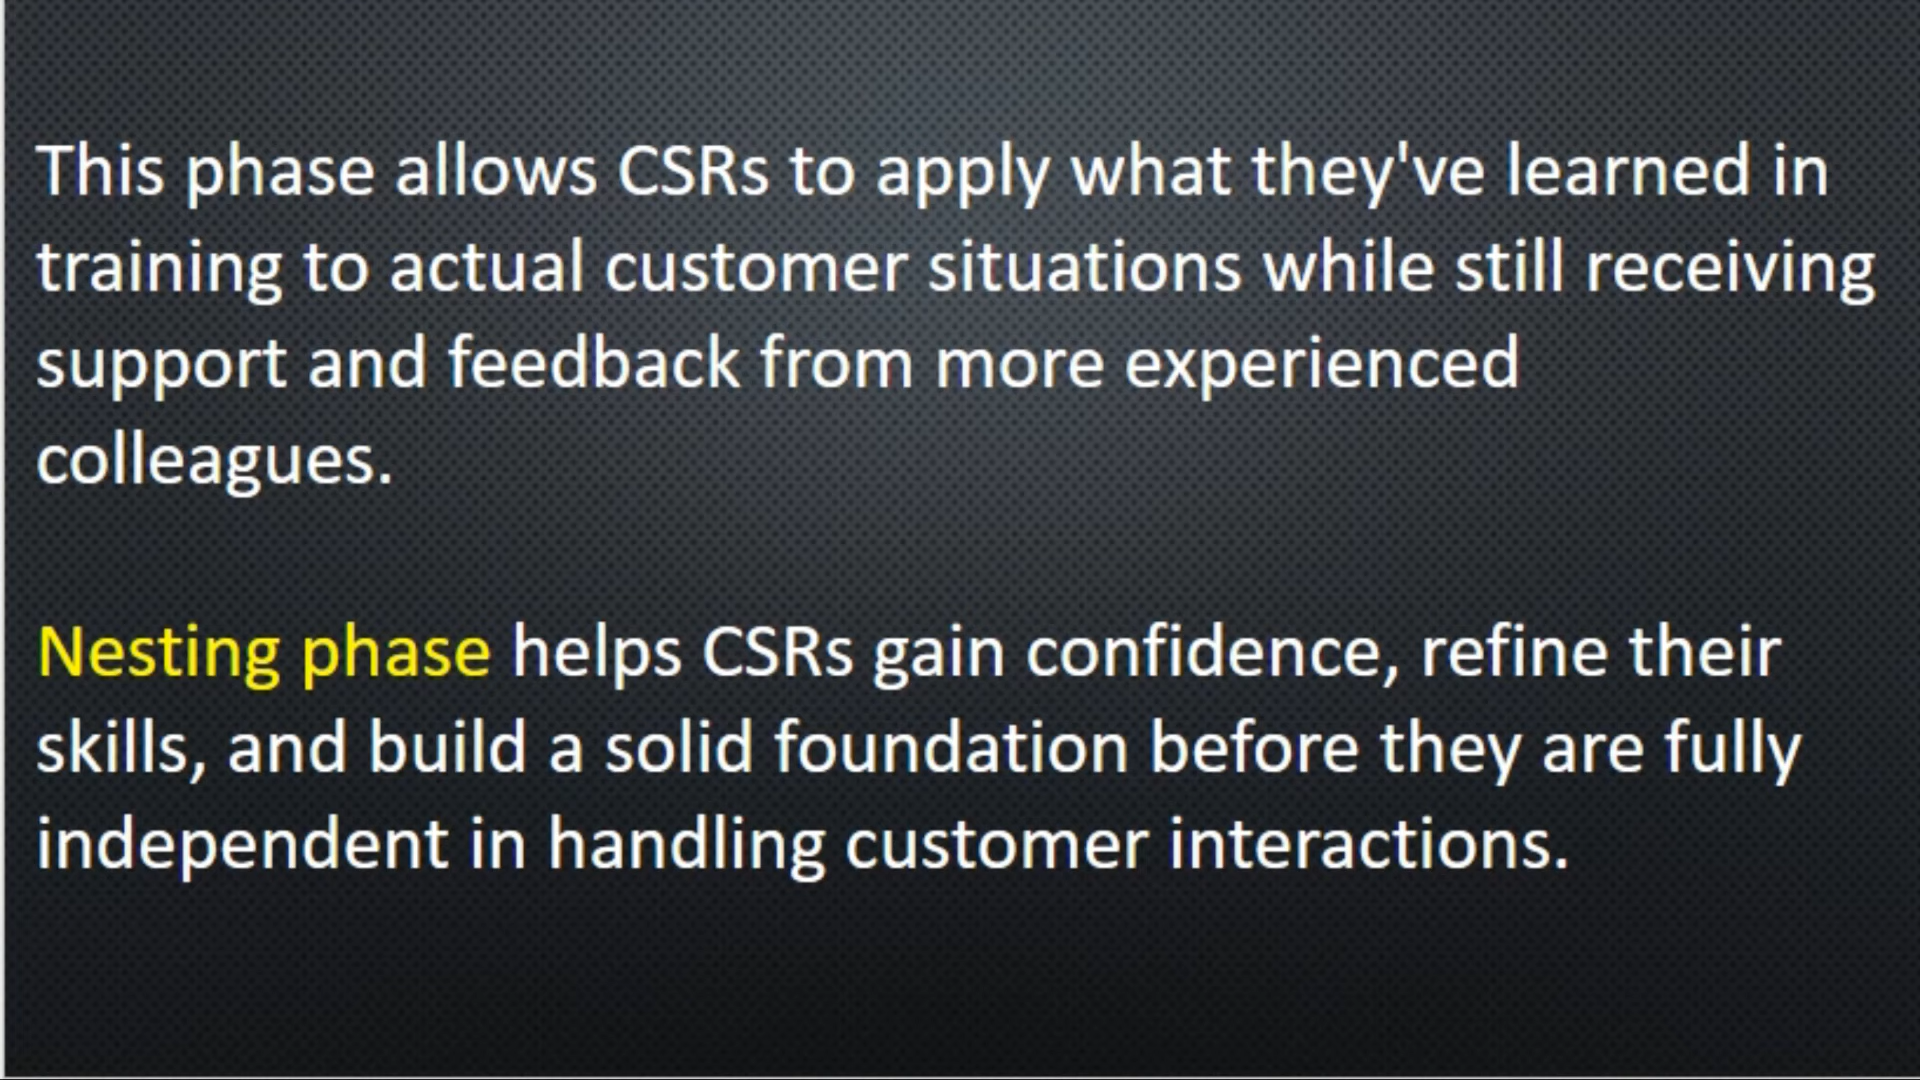 This phase allows CSRs to apply what they've learned in
training to actual customer situations while still receiving
support and feedback from more experienced
colleagues.
Nesting phase helps CSRs gain confidence, refine their
skills, and build a solid foundation before they are fully
independent in handling customer interactions.